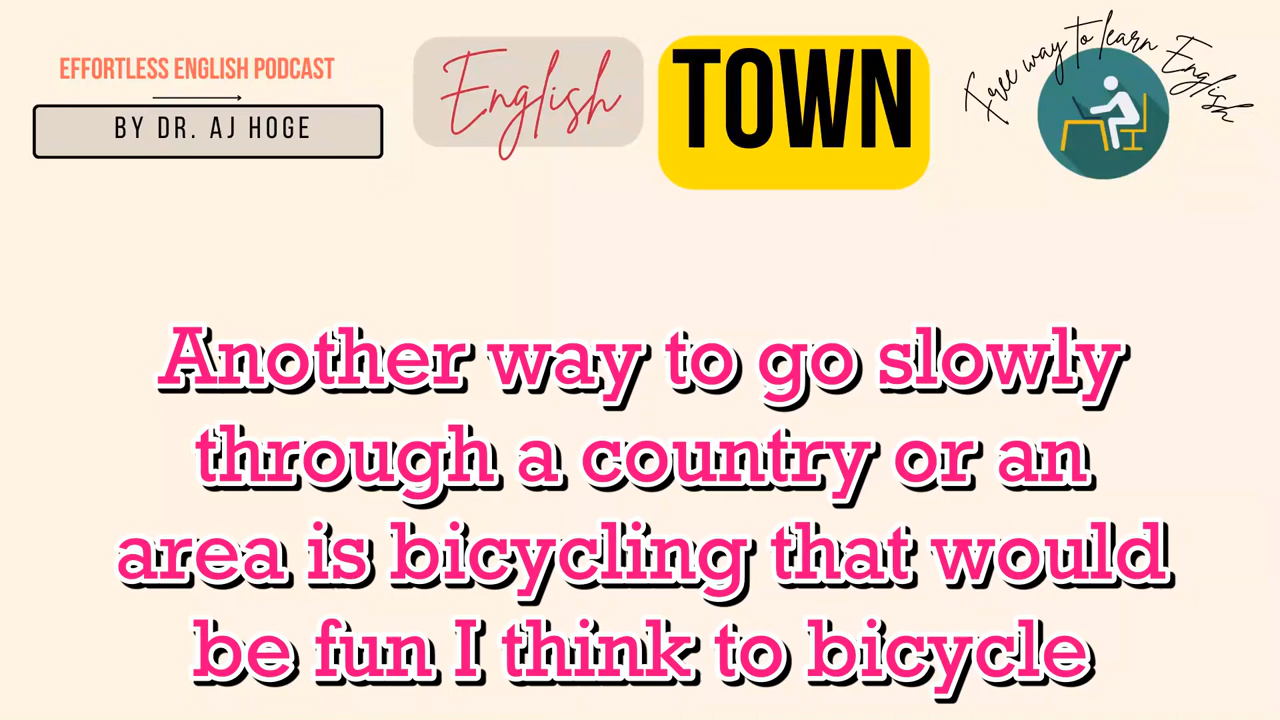 EFFORTLESS ENGLISH PODCAST
BY DR. AJ HOGE
English
TOWN
Free way to learn English
Another way to go slowly
through a country or an
area is bicycling that would
be fun I think to bicycle